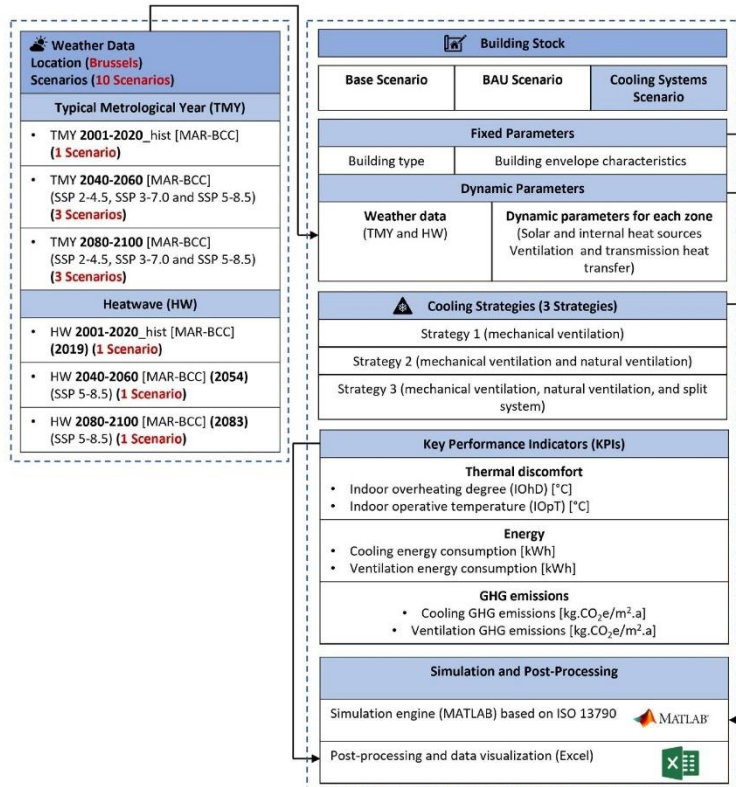 Weather Data
Location (Brussels)
Scenarios (10 Scenarios)
Typical Metrological Year (TMY)
• TMY 2001-2020_hist [MAR-BCC]
(1 Scenario)
• TMY 2040-2060 [MAR-BCC]
(SSP 2-4.5, SSP 3-7.0 and SSP 5-8.5)
(3 Scenarios)
• TMY 2080-2100 [MAR-BCC]
(SSP 2-4.5, SSP 3-7.0 and SSP 5-8.5)
(3 Scenarios)
Heatwave (HW)
• HW 2001-2020_hist [MAR-BCC]
(2019) (1 Scenario)
• HW 2040-2060 [MAR-BCC] (2054)
(SSP 5-8.5) (1 Scenario)
• HW 2080-2100 [MAR-BCC] (2083)
(SSP 5-8.5) (1 Scenario)
Building Stock
Base Scenario
BAU Scenario
Cooling Systems
Scenario
Fixed Parameters
Building type
Building envelope characteristics
Dynamic Parameters
Weather data
(TMY and HW)
Dynamic parameters for each zone
(Solar and internal heat sources
Ventilation and transmission heat
transfer)
Cooling Strategies (3 Strategies)
Strategy 1 (mechanical ventilation)
Strategy 2 (mechanical ventilation and natural ventilation)
Strategy 3 (mechanical ventilation, natural ventilation, and split
system)
Key Performance Indicators (KPIs)
Thermal discomfort
• Indoor overheating degree (IOhD) [°C]
• Indoor operative temperature (IOpT) [°C]
Energy
• Cooling energy consumption [kWh]
• Ventilation energy consumption [kWh]
GHG emissions
• Cooling GHG emissions [kg.CO₂e/m².a]
• Ventilation GHG emissions [kg.CO₂e/m².a]
Simulation and Post-Processing
Simulation engine (MATLAB) based on ISO 13790
MATLAB
Post-processing and data visualization (Excel)
X